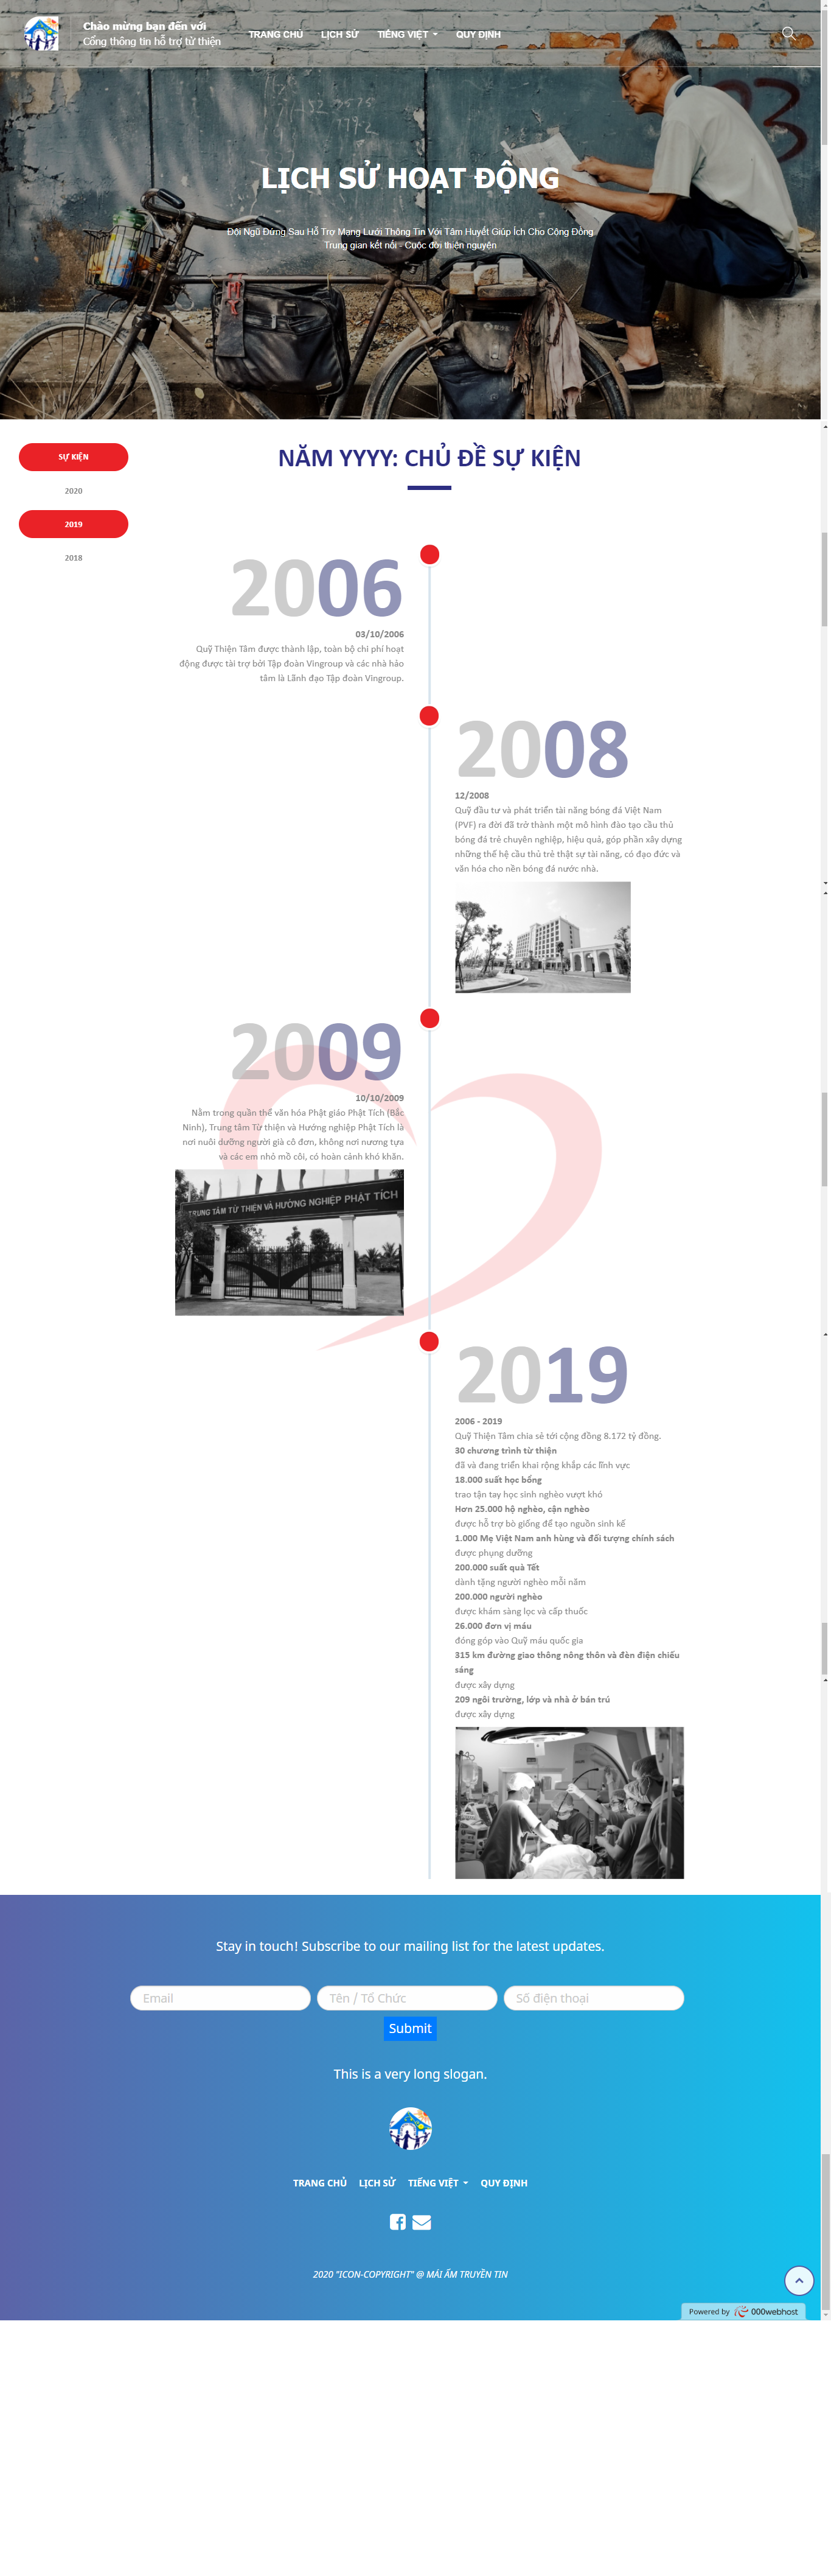 Chào mừng bạn đến với
Cổng thông tin hỗ trợ từ thiện
TRANG CHỦ
LỊCH SỬ
TIẾNG VIỆT
QUY ĐỊNH
LỊCH SỬ HOẠT ĐỘNG
Đội Ngũ Đứng Sau Hỗ Trợ Mạng Lưới Thông Tin Với Tâm Huyết Giúp Ích Cho Cộng Đồng
Trung gian kết nối - Cuộc đời thiện nguyện
SỰ KIỆN
2020
2019
2018
NĂM YYYY: CHỦ ĐỀ SỰ KIỆN
2006
03/10/2006
Quỹ Thiện Tâm được thành lập, toàn bộ chi phí hoạt
động được tài trợ bởi Tập đoàn Vingroup và các nhà hảo
tâm là Lãnh đạo Tập đoàn Vingroup.
2008
12/2008
Quỹ đầu tư và phát triển tài năng bóng đá Việt Nam
(PVF) ra đời đã trở thành một mô hình đào tạo cầu thủ
bóng đá trẻ chuyên nghiệp, hiệu quả, góp phần xây dựng
những thế hệ cầu thủ trẻ thật sự tài năng, có đạo đức và
văn hóa cho nền bóng đá nước nhà.
2009
10/10/2009
Nằm trong quần thể văn hóa Phật giáo Phật Tích (Bắc
Ninh), Trung tâm Từ thiện và Hướng nghiệp Phật Tích là
nơi nuôi dưỡng người già cô đơn, không nơi nương tựa
và các em nhỏ mồ côi, có hoàn cảnh khó khăn.
TRUNG TÂM TỪ THIỆN VÀ HƯỚNG NGHIỆP PHẬT TÍCH
2019
2006 - 2019
Quỹ Thiện Tâm chia sẻ tới cộng đồng 8.172 tỷ đồng.
30 chương trình từ thiện
đã và đang triển khai rộng khắp các lĩnh vực
18.000 suất học bổng
trao tận tay học sinh nghèo vượt khó
Hơn 25.000 hộ nghèo, cận nghèo
được hỗ trợ bò giống để tạo nguồn sinh kế
1.000 Mẹ Việt Nam anh hùng và đối tượng chính sách
được phụng dưỡng
200.000 suất quà Tết
dành tặng người nghèo mỗi năm
200.000 người nghèo
được khám sàng lọc và cấp thuốc
26.000 đơn vị máu
đóng góp vào Quỹ máu quốc gia
315 km đường giao thông nông thôn và đèn điện chiếu
sáng
được xây dựng
209 ngôi trường, lớp và nhà ở bán trú
được xây dựng
Stay in touch! Subscribe to our mailing list for the latest updates.
Email
Tên / Tổ Chức
Số điện thoại
Submit
This is a very long slogan.
TRANG CHỦ
LỊCH SỬ
TIẾNG VIỆT
QUY ĐỊNH
2020 "ICON-COPYRIGHT" @ MÁI ẤM TRUYỀN TIN
Powered by 000webhost